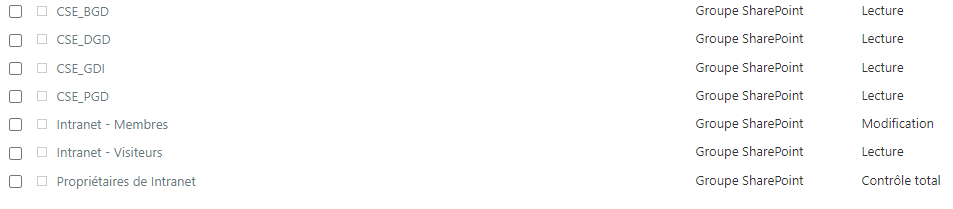 CSE_BGD Groupe SharePoint Lecture
CSE_DGD Groupe SharePoint Lecture
CSE_GDI Groupe SharePoint Lecture
CSE_PGD Groupe SharePoint Lecture
Intranet - Membres Groupe SharePoint Modification
Intranet - Visiteurs Groupe SharePoint Lecture
Propriétaires de Intranet Groupe SharePoint Contrôle total